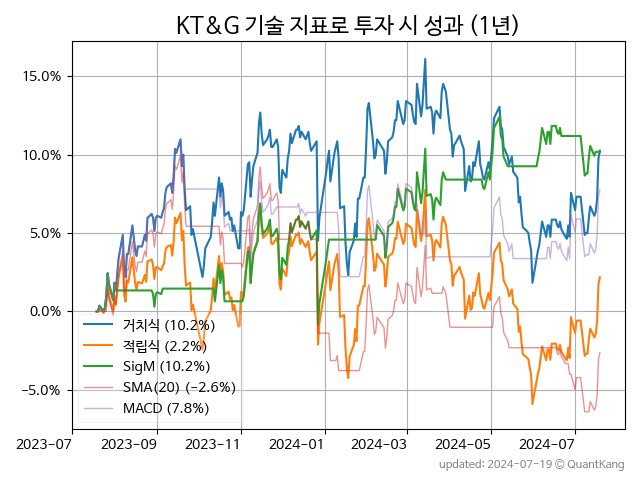 KT&G 기술 지표로 투자 시 성과 (1년)
15.0%
10.0%
5.0%
0.0%
−5.0%
거치식 (10.2%)
적립식 (2.2%)
SigM (10.2%)
SMA(20) (−2.6%)
MACD (7.8%)
2023-07 2023-09 2023-11 2024-01 2024-03 2024-05 2024-07
updated: 2024-07-19 © QuantKang